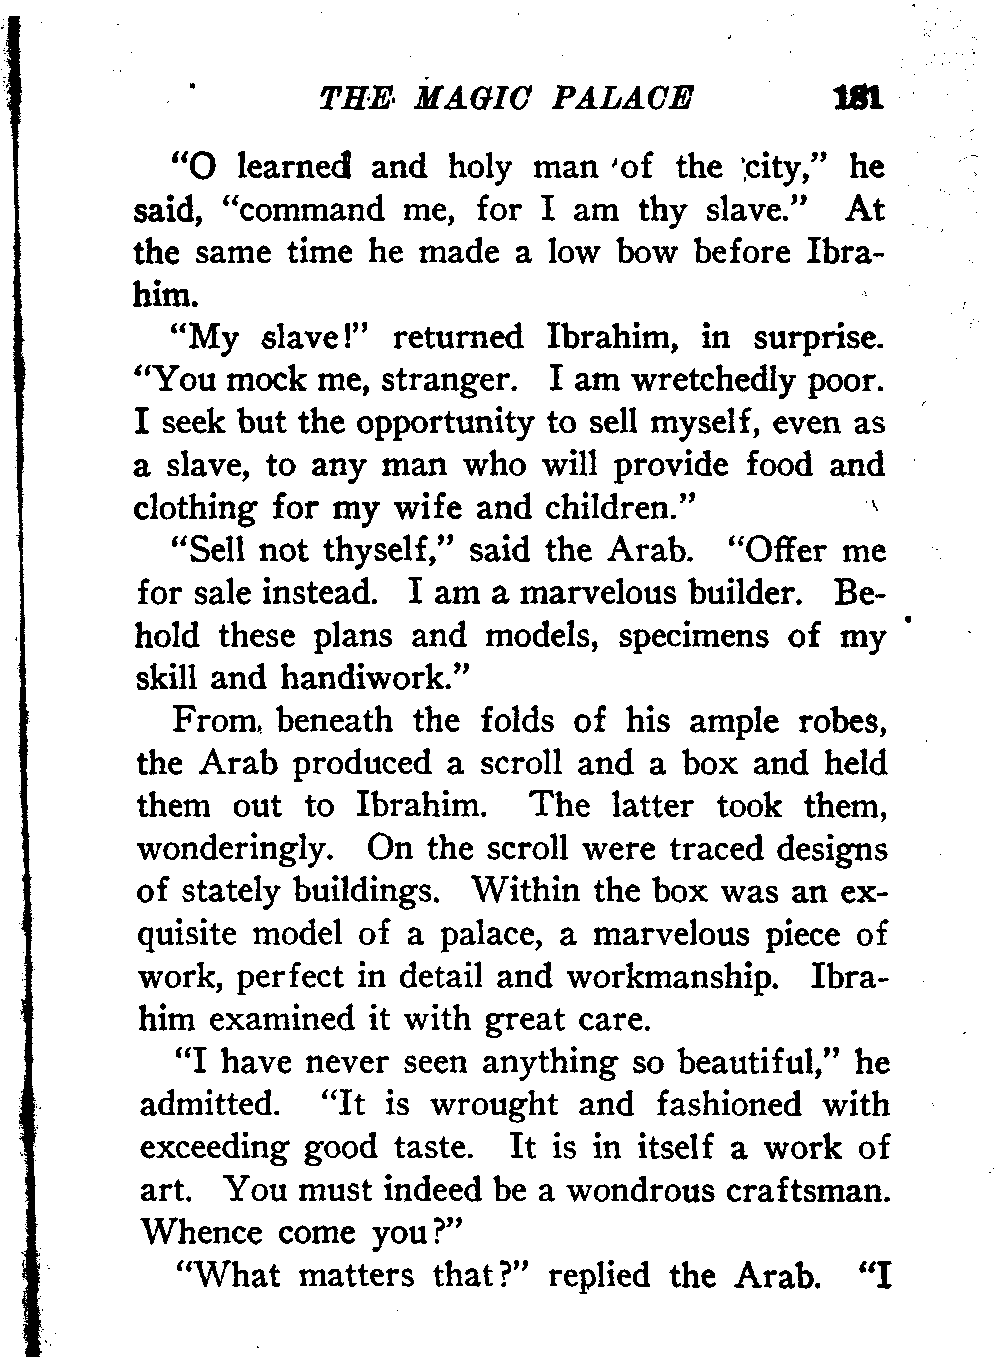 THE MAGIC PALACE 181
"O learned and holy man of the city," he
said, "command me, for I am thy slave." At
the same time he made a low bow before Ibra-
him.
"My slave!" returned Ibrahim, in surprise.
"You mock me, stranger. I am wretchedly poor.
I seek but the opportunity to sell myself, even as
a slave, to any man who will provide food and
clothing for my wife and children."
"Sell not thyself," said the Arab. "Offer me
for sale instead. I am a marvelous builder. Be-
hold these plans and models, specimens of my
skill and handiwork."
From beneath the folds of his ample robes,
the Arab produced a scroll and a box and held
them out to Ibrahim. The latter took them,
wonderingly. On the scroll were traced designs
of stately buildings. Within the box was an ex-
quisite model of a palace, a marvelous piece of
work, perfect in detail and workmanship. Ibra-
him examined it with great care.
"I have never seen anything so beautiful," he
admitted. "It is wrought and fashioned with
exceeding good taste. It is in itself a work of
art. You must indeed be a wondrous craftsman.
Whence come you?"
"What matters that?" replied the Arab. "I